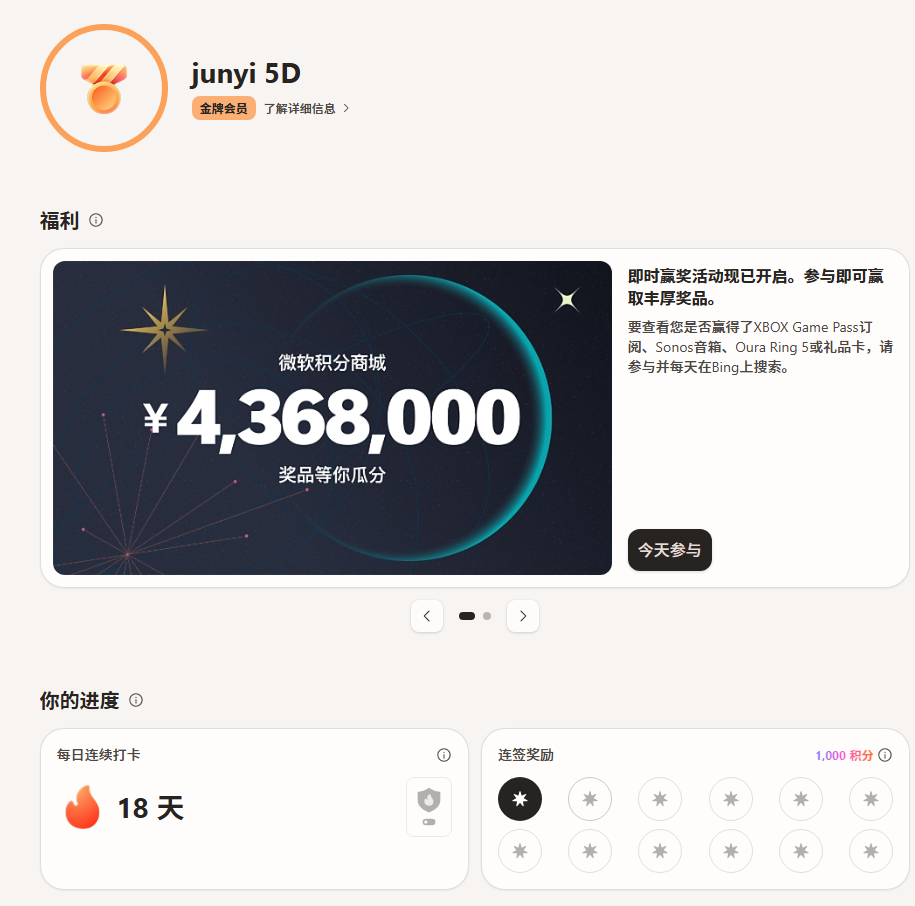 junyi 5D
金牌会员 了解详细信息
福利
即时赢奖活动现已开启。参与即可赢
取丰厚奖品。
要查看您是否赢得了XBOX Game Pass订
阅、Sonos音箱、Oura Ring 5或礼品卡，请
参与并每天在Bing上搜索。
微软积分商城
¥4,368,000
奖品等你瓜分
今天参与
你的进度
每日连续打卡
18 天
连签奖励
1,000 积分